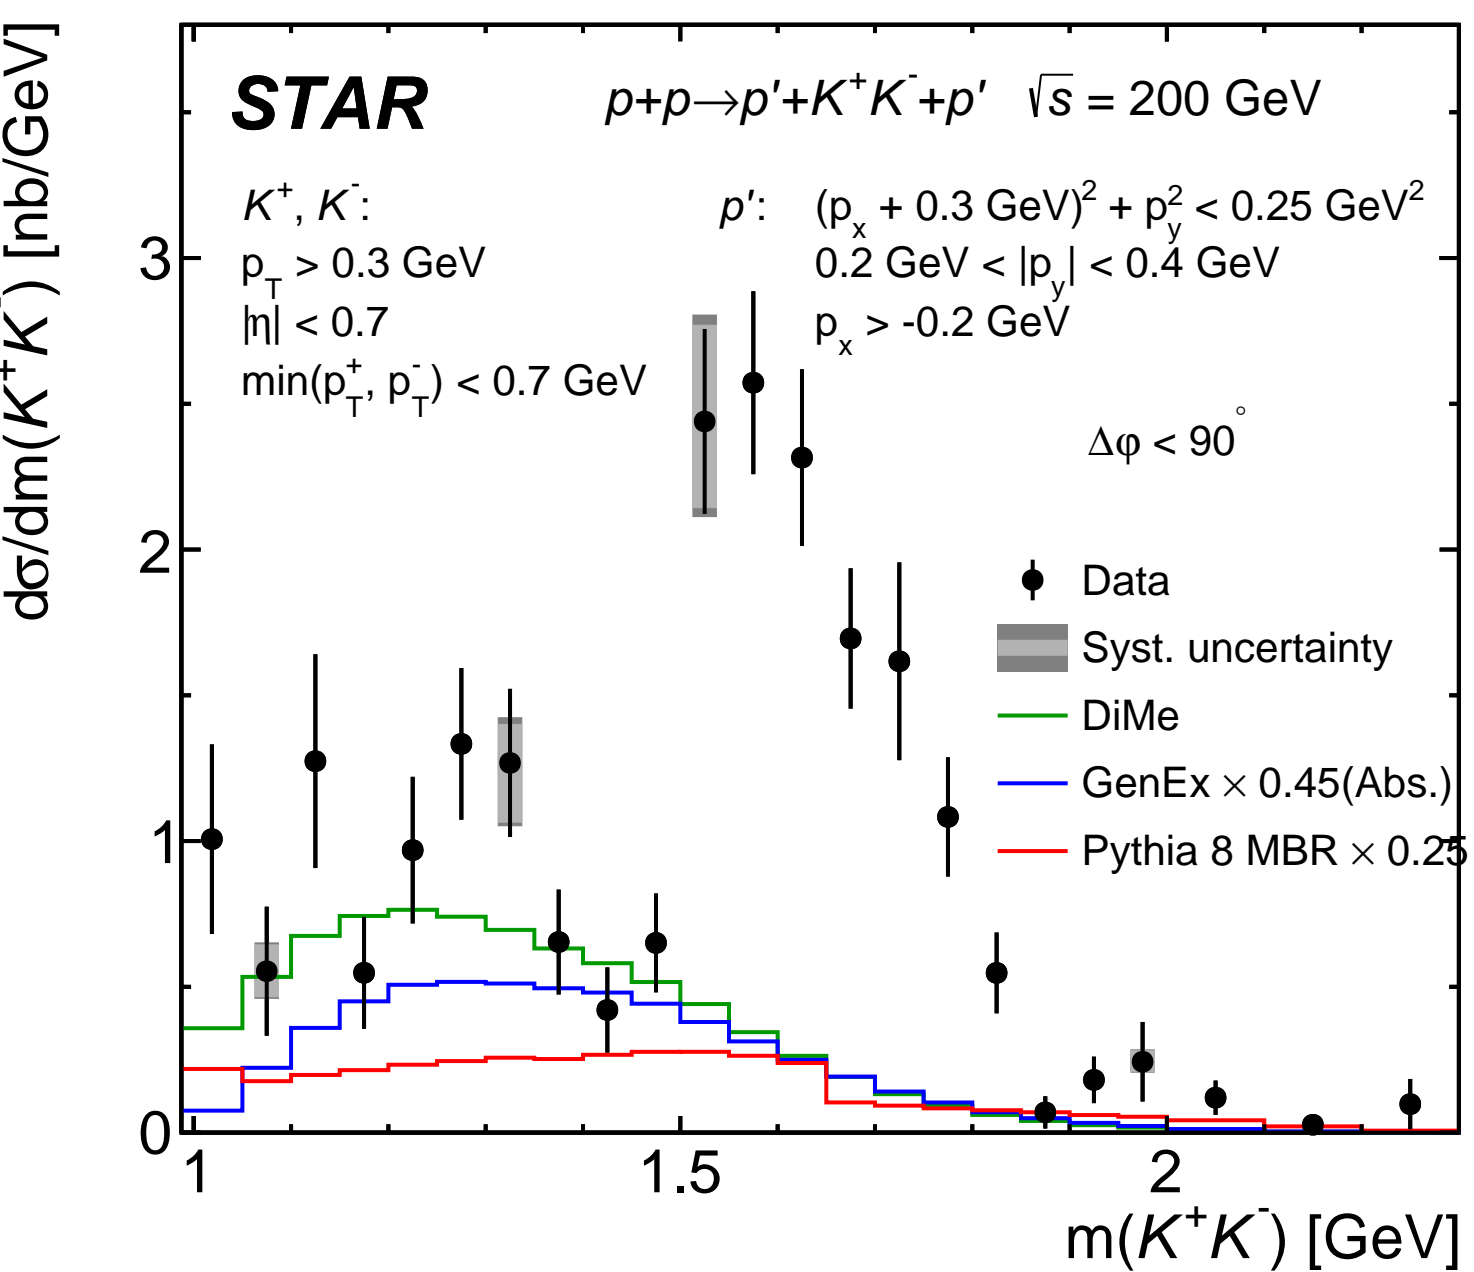 STAR p+p→p′+K⁺K⁻+p′ √s = 200 GeV
K⁺, K⁻: p′: (pₓ + 0.3 GeV)² + p_y² < 0.25 GeV²
p_T > 0.3 GeV 0.2 GeV < |p_y| < 0.4 GeV
|η| < 0.7 pₓ > -0.2 GeV
min(p_T⁺, p_T⁻) < 0.7 GeV
Δφ < 90°
Data
Syst. uncertainty
DiMe
GenEx × 0.45(Abs.)
Pythia 8 MBR × 0.25
dσ/dm(K⁺K⁻) [nb/GeV]
3
2
1
0
1 1.5 2
m(K⁺K⁻) [GeV]